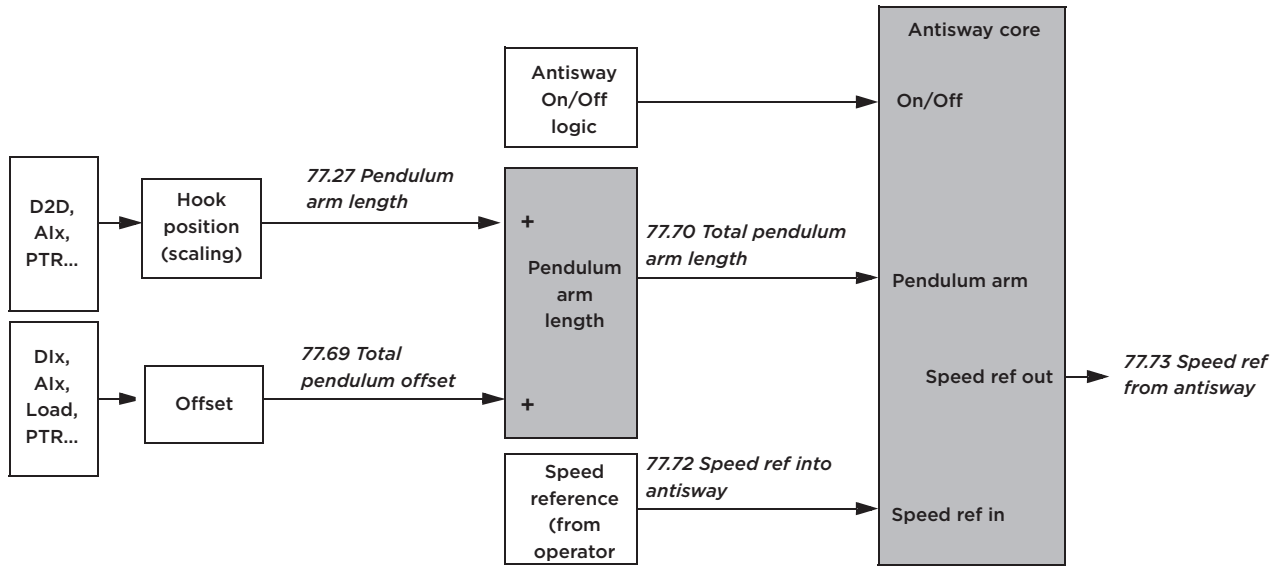 Antisway core
Antisway
On/Off
logic
On/Off
D2D,
AIx,
PTR...
Hook
position
(scaling)
77.27 Pendulum
arm length
+
Pendulum
arm
length
+
77.70 Total pendulum
arm length
Pendulum arm
DIx,
AIx,
Load,
PTR...
Offset
77.69 Total
pendulum offset
Speed ref out
77.73 Speed ref
from antisway
Speed
reference
(from
operator
77.72 Speed ref into
antisway
Speed ref in